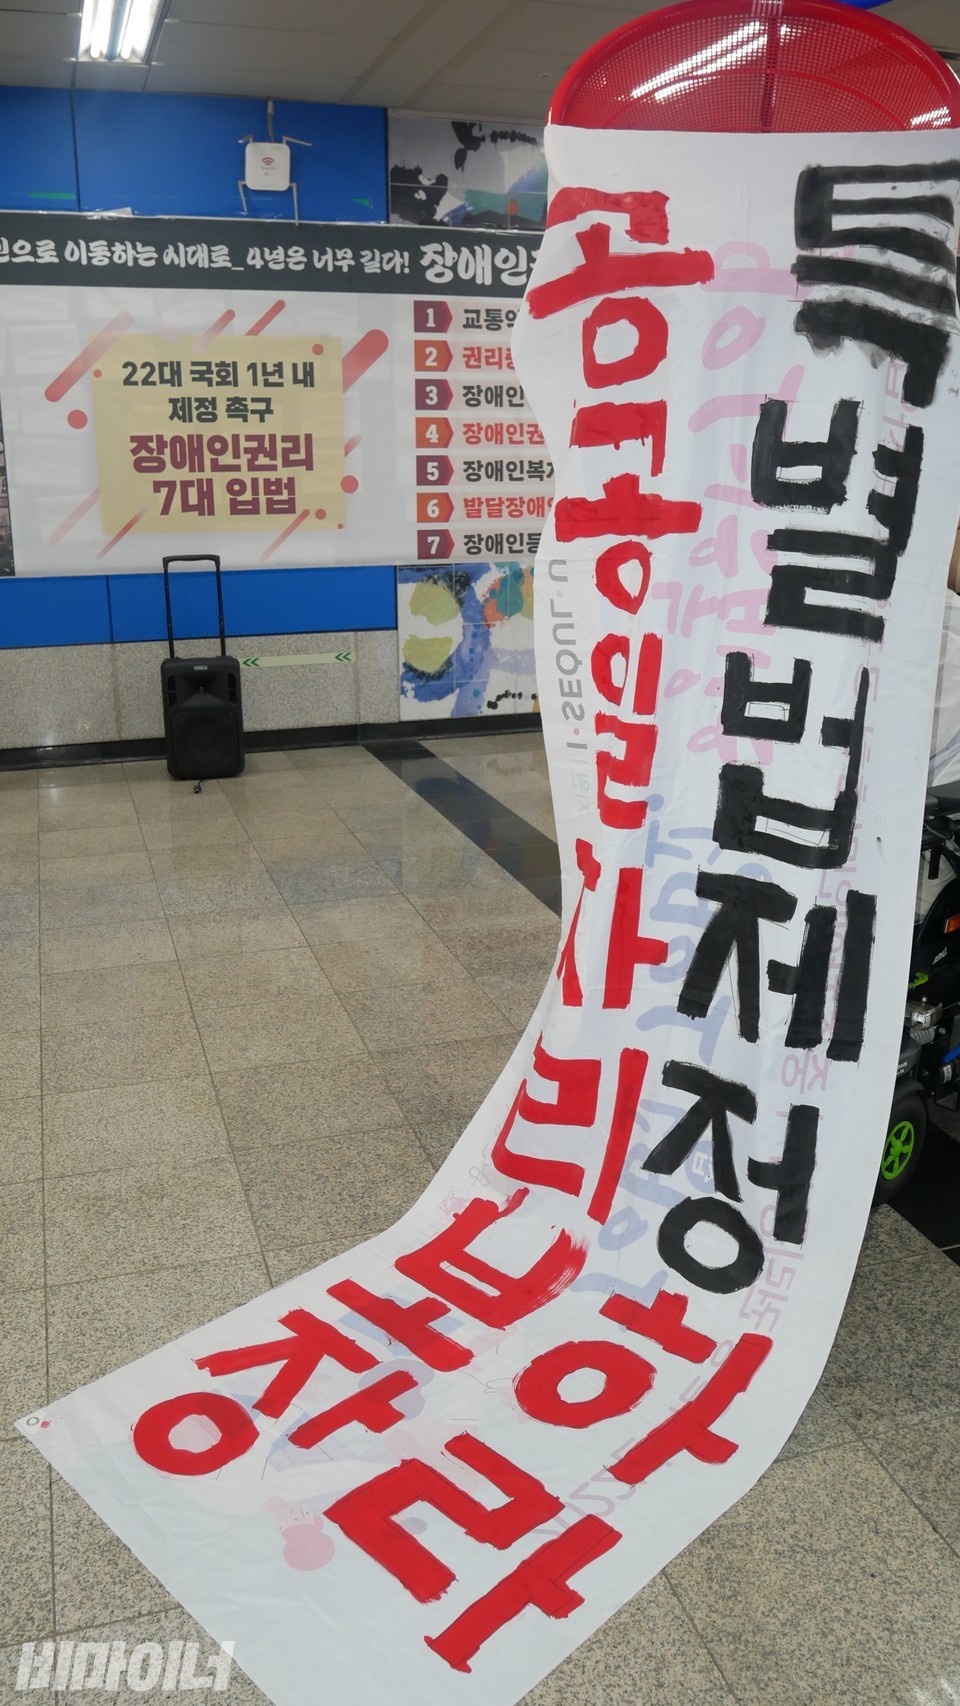 민으로 이동하는 시대로_4년은 너무 길다! 장애인
22대 국회 1년 내
제정 촉구
장애인권리
7대 입법
1 교통약
2 권리중
3 장애인
4 장애인권
5 장애인복지
6 발달장애인
7 장애인등
공공일자리보장
특별법제정하라
I·SEOUL·U
비마이너